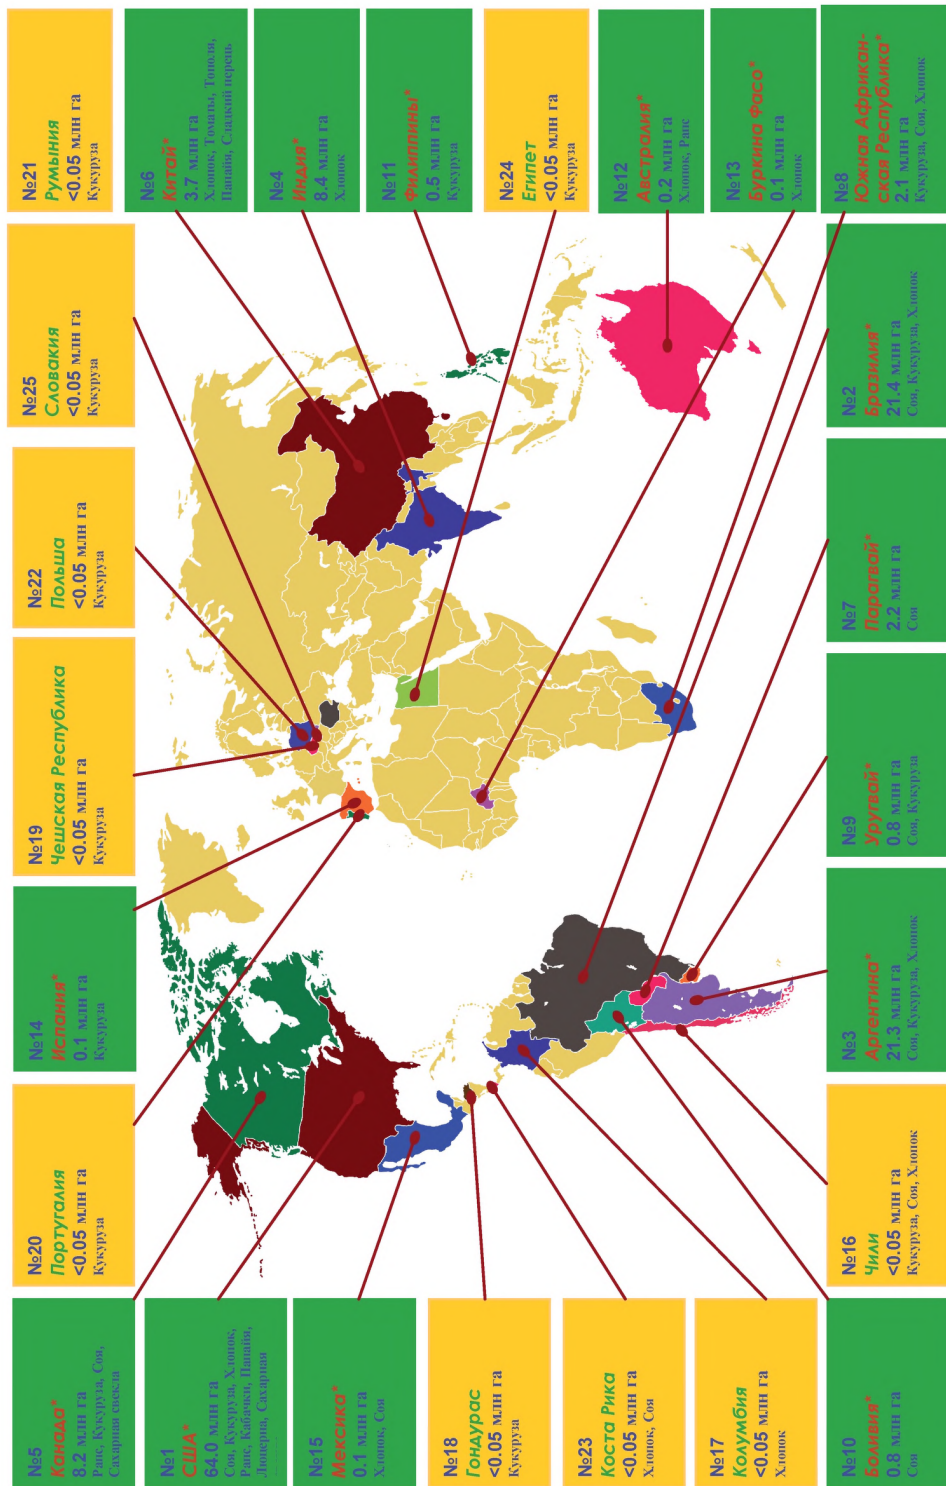 №5
Канада*
8.2 млн га
Рапс, Кукуруза, Соя,
Сахарная свекла
№20
Португалия
<0.05 млн га
Кукуруза
№14
Испания*
0.1 млн га
Кукуруза
№19
Чешская Республика
<0.05 млн га
Кукуруза
№22
Польша
<0.05 млн га
Кукуруза
№25
Словакия
<0.05 млн га
Кукуруза
№21
Румыния
<0.05 млн га
Кукуруза
№1
США*
64.0 млн га
Соя, Кукуруза, Хлопок,
Рапс, Кабачки, Папайя,
Люцерна, Сахарная
№15
Мексика*
0.1 млн га
Хлопок, Соя
№18
Гондурас
<0.05 млн га
Кукуруза
№23
Коста Рика
<0.05 млн га
Хлопок, Соя
№17
Колумбия
<0.05 млн га
Хлопок
№10
Боливия*
0.8 млн га
Соя
№6
Китай*
3.7 млн га
Хлопок, Томаты, Тополя,
Папайя, Сладкий перець
№4
Индия*
8.4 млн га
Хлопок
№11
Филиппины*
0.5 млн га
Кукуруза
№24
Египет
<0.05 млн га
Кукуруза
№12
Австралия*
0.2 млн га
Хлопок, Рапс
№13
Буркина Фасо*
0.1 млн га
Хлопок
№8
Южная Африкан-
ская Республика*
2.1 млн га
Кукуруза, Соя, Хлопок
№16
Чили
<0.05 млн га
Кукуруза, Соя, Хлопок
№3
Аргентина*
21.3 млн га
Соя, Кукуруза, Хлопок
№9
Уругвай*
0.8 млн га
Соя, Кукуруза
№7
Парагвай*
2.2 млн га
Соя
№2
Бразилия*
21.4 млн га
Соя, Кукуруза, Хлопок